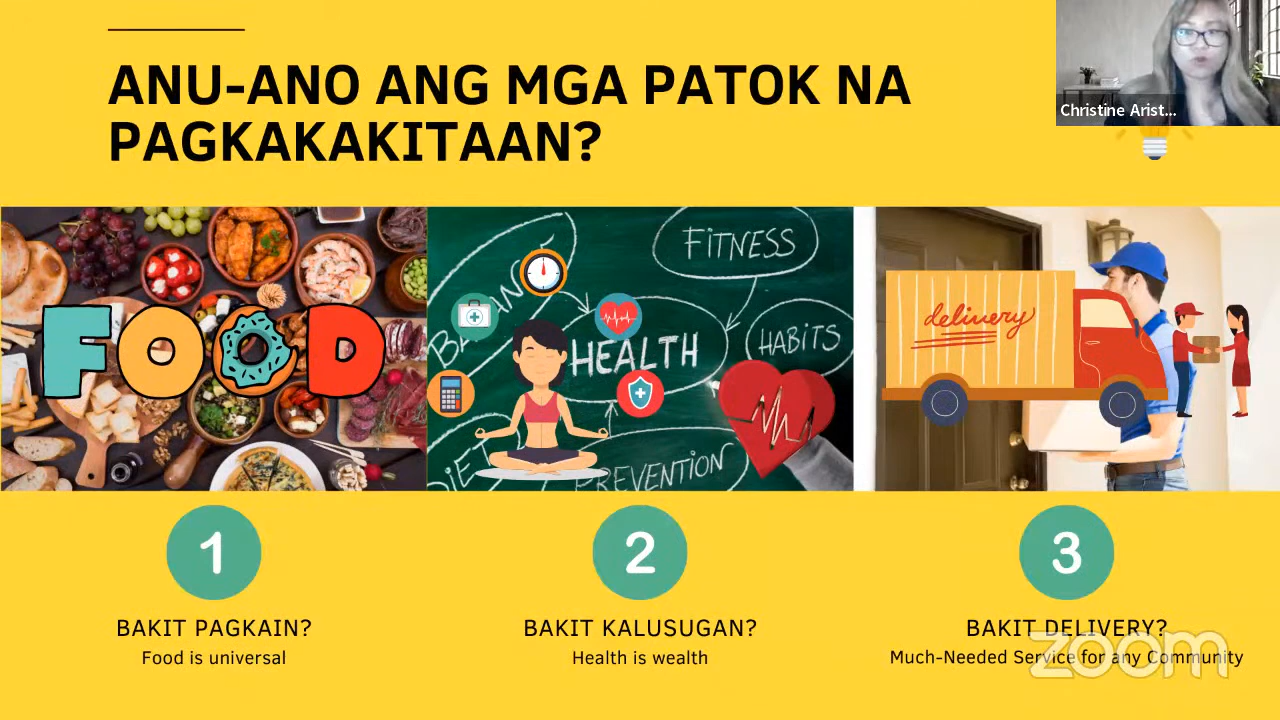 ANU-ANO ANG MGA PATOK NA
PAGKAKAKITAAN?
Christine Arist...
FOOD
FITNESS
HEALTH
HABITS
PREVENTION
delivery
1
2
3
BAKIT PAGKAIN?
Food is universal
BAKIT KALUSUGAN?
Health is wealth
BAKIT DELIVERY?
Much-Needed Service for any Community
zoom